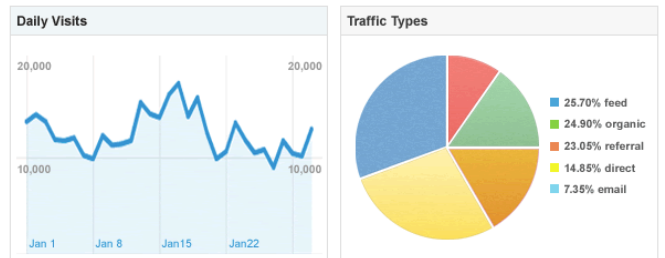 Daily Visits
20,000
20,000
10,000
10,000
Jan 1
Jan 8
Jan15
Jan22
Traffic Types
25.70% feed
24.90% organic
23.05% referral
14.85% direct
7.35% email